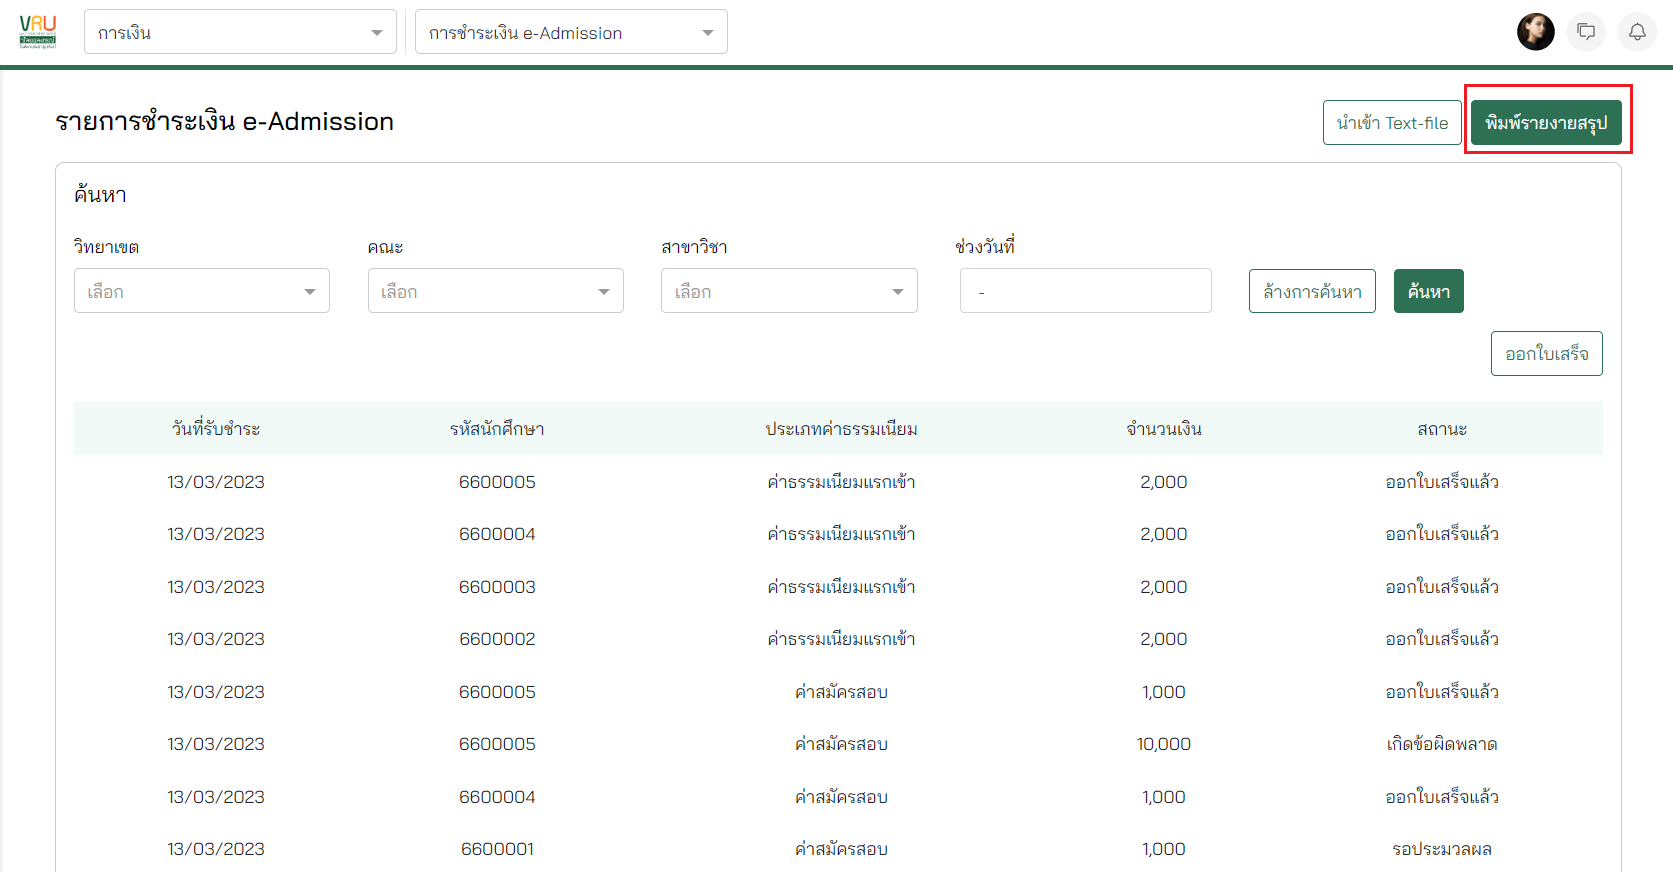 VRU
การเงิน
การชำระเงิน e-Admission
รายการชำระเงิน e-Admission
นำเข้า Text-file
พิมพ์รายงายสรุป
ค้นหา
วิทยาเขต คณะ สาขาวิชา ช่วงวันที่
เลือก เลือก เลือก - ล้างการค้นหา ค้นหา
ออกใบเสร็จ
วันที่รับชำระ รหัสนักศึกษา ประเภทค่าธรรมเนียม จำนวนเงิน สถานะ
13/03/2023 6600005 ค่าธรรมเนียมแรกเข้า 2,000 ออกใบเสร็จแล้ว
13/03/2023 6600004 ค่าธรรมเนียมแรกเข้า 2,000 ออกใบเสร็จแล้ว
13/03/2023 6600003 ค่าธรรมเนียมแรกเข้า 2,000 ออกใบเสร็จแล้ว
13/03/2023 6600002 ค่าธรรมเนียมแรกเข้า 2,000 ออกใบเสร็จแล้ว
13/03/2023 6600005 ค่าสมัครสอบ 1,000 ออกใบเสร็จแล้ว
13/03/2023 6600005 ค่าสมัครสอบ 10,000 เกิดข้อผิดพลาด
13/03/2023 6600004 ค่าสมัครสอบ 1,000 ออกใบเสร็จแล้ว
13/03/2023 6600001 ค่าสมัครสอบ 1,000 รอประมวลผล